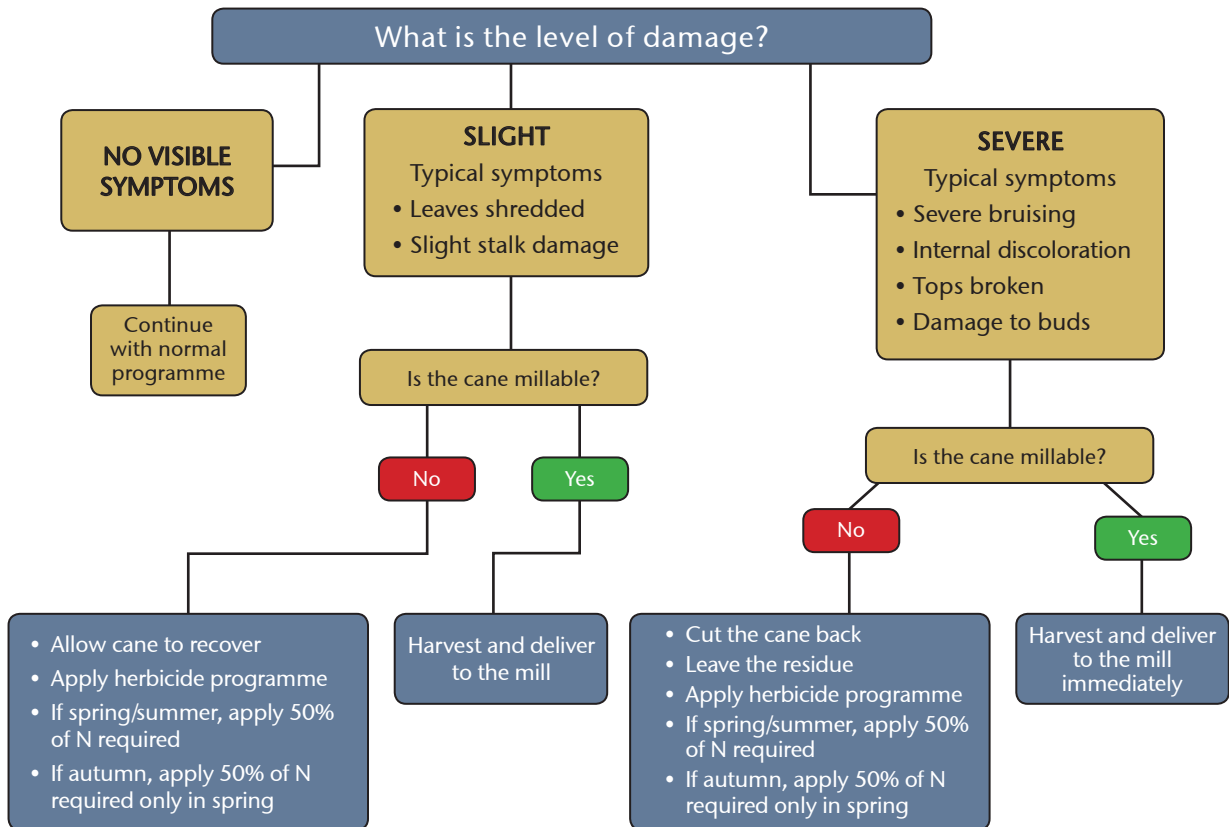 What is the level of damage?
NO VISIBLE
SYMPTOMS
Continue
with normal
programme
SLIGHT
Typical symptoms
• Leaves shredded
• Slight stalk damage
Is the cane millable?
No
Yes
• Allow cane to recover
• Apply herbicide programme
• If spring/summer, apply 50%
of N required
• If autumn, apply 50% of N
required only in spring
Harvest and deliver
to the mill
SEVERE
Typical symptoms
• Severe bruising
• Internal discoloration
• Tops broken
• Damage to buds
Is the cane millable?
No
Yes
• Cut the cane back
• Leave the residue
• Apply herbicide programme
• If spring/summer, apply 50%
of N required
• If autumn, apply 50% of N
required only in spring
Harvest and deliver
to the mill
immediately